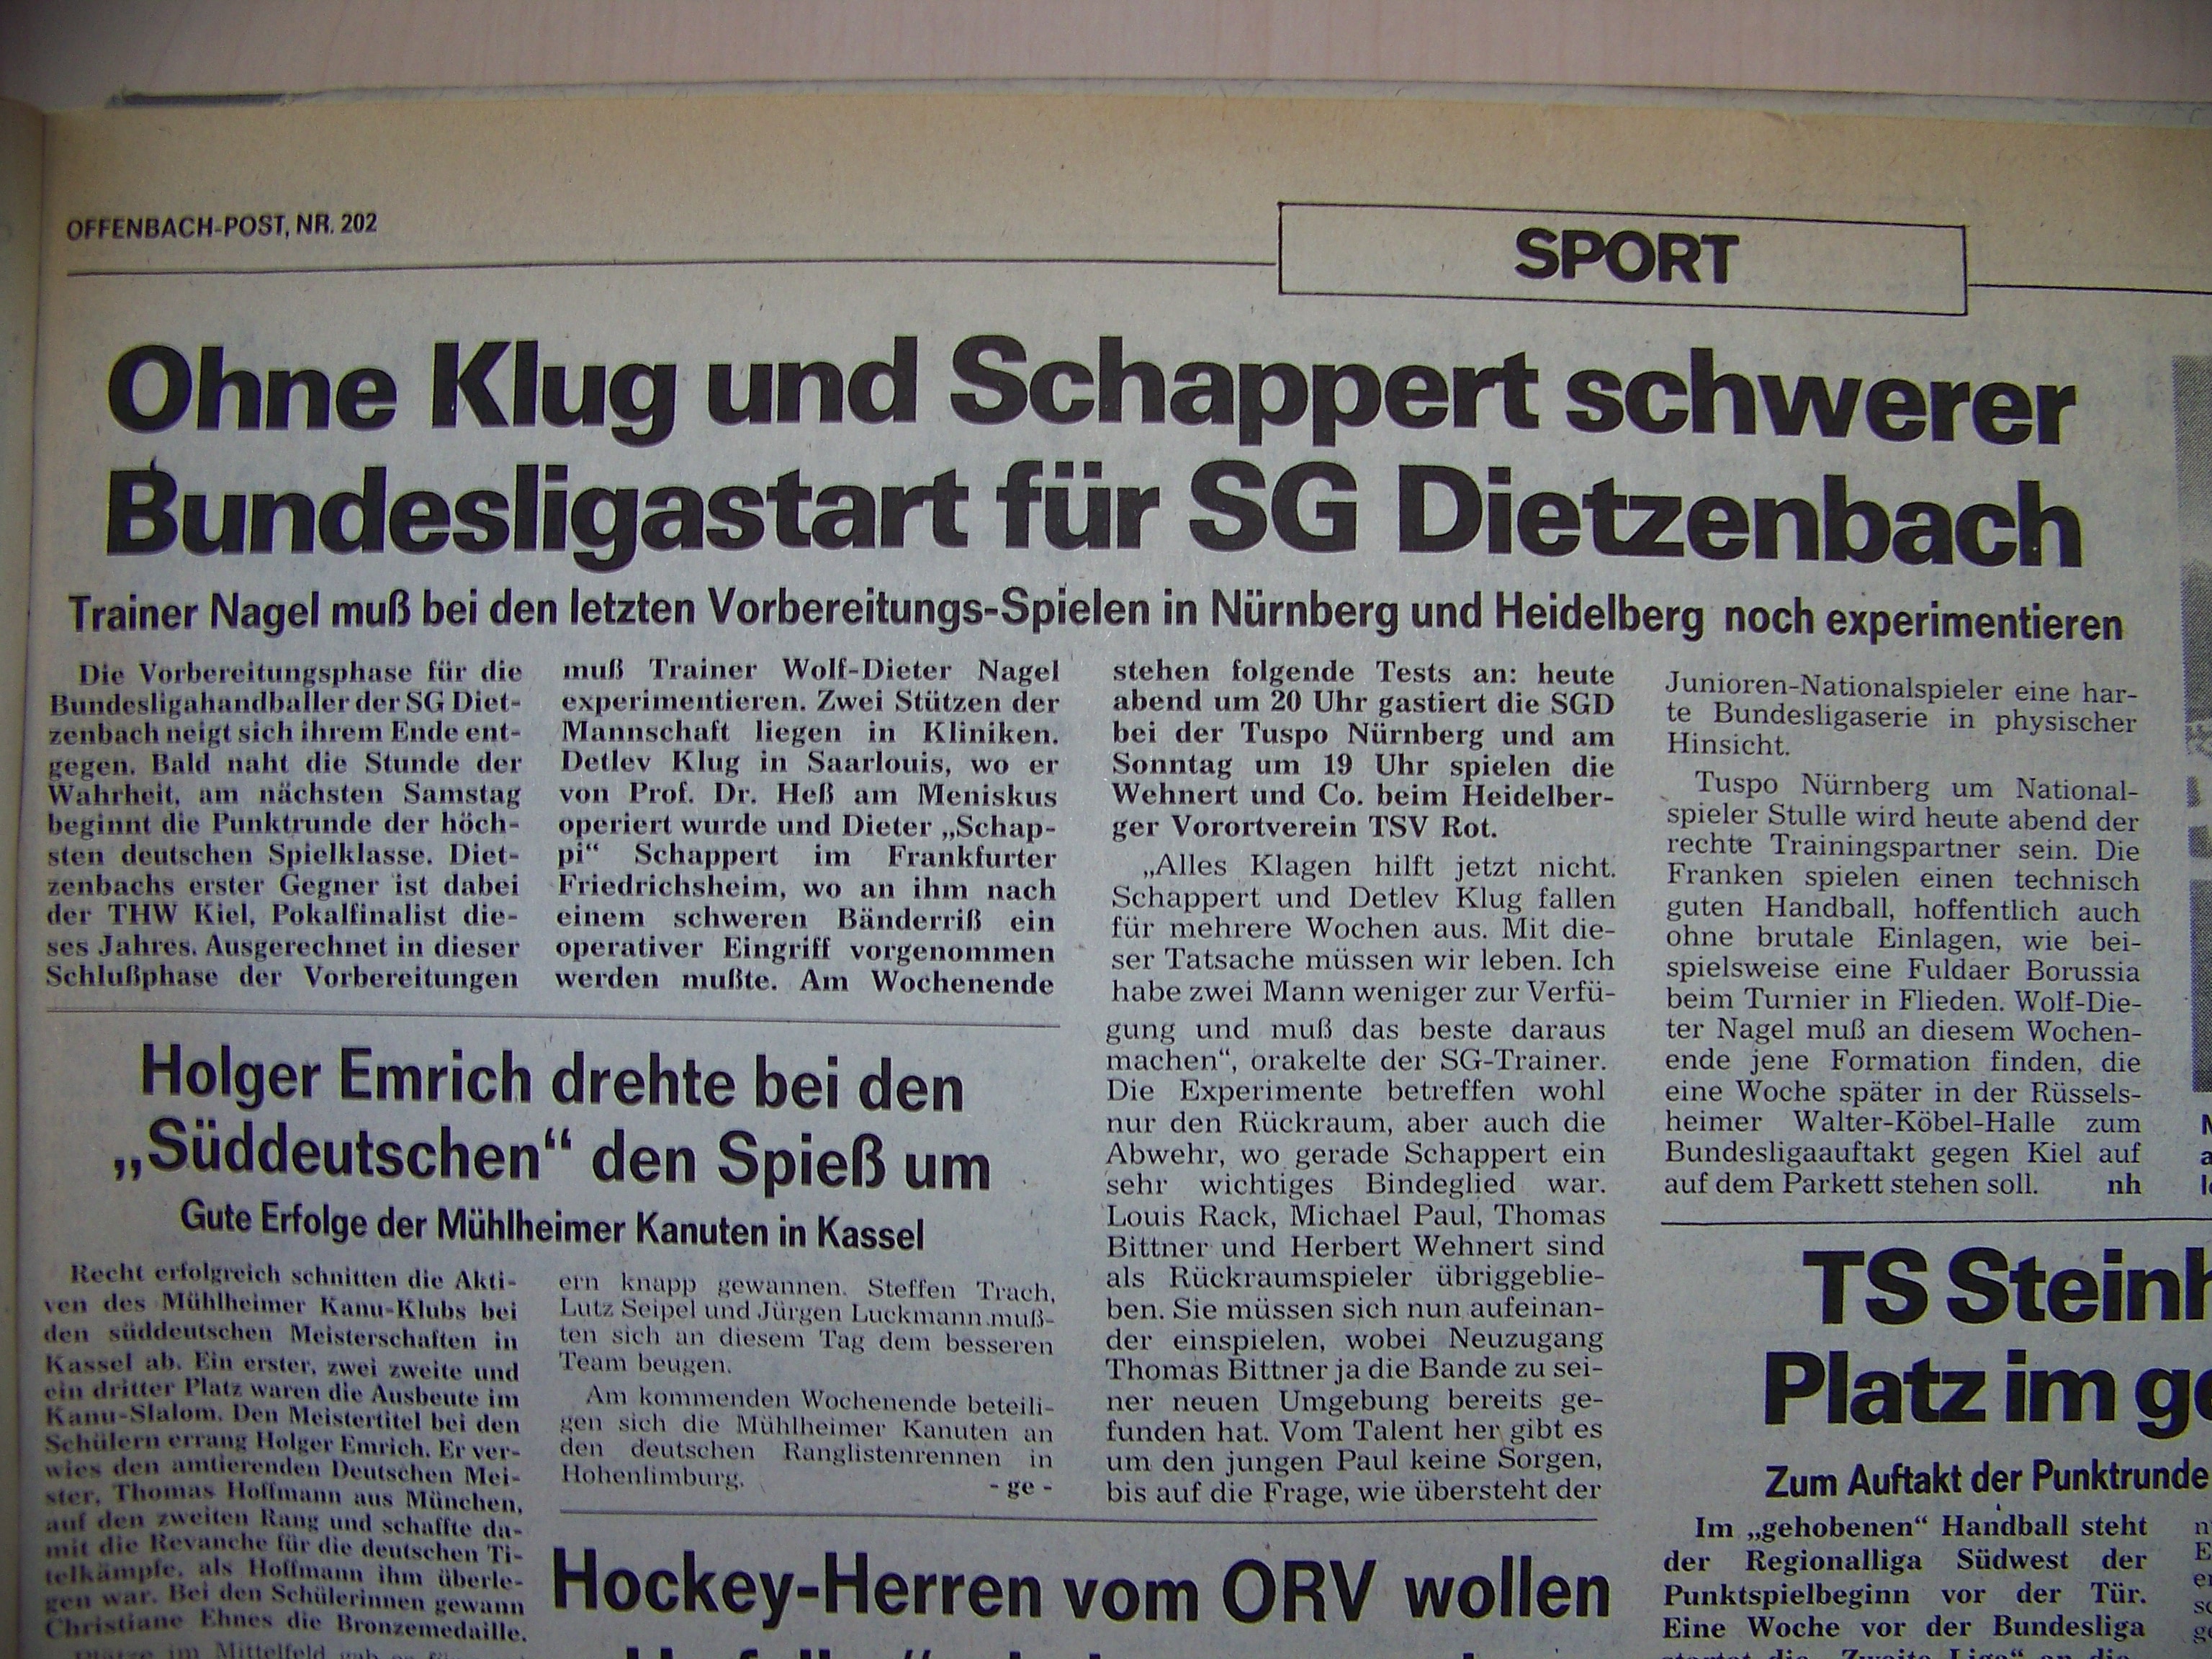 OFFENBACH-POST, NR. 202
SPORT
Ohne Klug und Schappert schwerer
Bundesligastart für SG Dietzenbach
Trainer Nagel muß bei den letzten Vorbereitungs-Spielen in Nürnberg und Heidelberg noch experimentieren
Die Vorbereitungsphase für die
Bundesligahandballer der SG Diet-
zenbach neigt sich ihrem Ende ent-
gegen. Bald naht die Stunde der
Wahrheit, am nächsten Samstag
beginnt die Punktrunde der höch-
sten deutschen Spielklasse. Diet-
zenbachs erster Gegner ist dabei
der THW Kiel, Pokalfinalist die-
ses Jahres. Ausgerechnet in dieser
Schlußphase der Vorbereitungen
muß Trainer Wolf-Dieter Nagel
experimentieren. Zwei Stützen der
Mannschaft liegen in Kliniken.
Detlev Klug in Saarlouis, wo er
von Prof. Dr. Heß am Meniskus
operiert wurde und Dieter „Schap-
pi“ Schappert im Frankfurter
Friedrichsheim, wo an ihm nach
einem schweren Bänderriß ein
operativer Eingriff vorgenommen
werden mußte. Am Wochenende
stehen folgende Tests an: heute
abend um 20 Uhr gastiert die SGD
bei der Tuspo Nürnberg und am
Sonntag um 19 Uhr spielen die
Wehnert und Co. beim Heidelber-
ger Vorortverein TSV Rot.
„Alles Klagen hilft jetzt nicht.
Schappert und Detlev Klug fallen
für mehrere Wochen aus. Mit die-
ser Tatsache müssen wir leben. Ich
habe zwei Mann weniger zur Verfü-
gung und muß das beste daraus
machen“, orakelte der SG-Trainer.
Die Experimente betreffen wohl
nur den Rückraum, aber auch die
Abwehr, wo gerade Schappert ein
sehr wichtiges Bindeglied war.
Louis Rack, Michael Paul, Thomas
Bittner und Herbert Wehnert sind
als Rückraumspieler übriggeblie-
ben. Sie müssen sich nun aufeinan-
der einspielen, wobei Neuzugang
Thomas Bittner ja die Bande zu sei-
ner neuen Umgebung bereits ge-
funden hat. Vom Talent her gibt es
um den jungen Paul keine Sorgen,
bis auf die Frage, wie übersteht der
Junioren-Nationalspieler eine har-
te Bundesligaserie in physischer
Hinsicht.
Tuspo Nürnberg um National-
spieler Stulle wird heute abend der
rechte Trainingspartner sein. Die
Franken spielen einen technisch
guten Handball, hoffentlich auch
ohne brutale Einlagen, wie bei-
spielsweise eine Fuldaer Borussia
beim Turnier in Flieden. Wolf-Die-
ter Nagel muß an diesem Wochen-
ende jene Formation finden, die
eine Woche später in der Rüssels-
heimer Walter-Köbel-Halle zum
Bundesligaauftakt gegen Kiel auf
auf dem Parkett stehen soll. nh
Holger Emrich drehte bei den
„Süddeutschen“ den Spieß um
Gute Erfolge der Mühlheimer Kanuten in Kassel
Recht erfolgreich schnitten die Akti-
ven des Mühlheimer Kanu-Klubs bei
den süddeutschen Meisterschaften in
Kassel ab. Ein erster, zwei zweite und
ein dritter Platz waren die Ausbeute im
Kanu-Slalom. Den Meistertitel bei den
Schülern errang Holger Emrich. Er ver-
wies den amtierenden Deutschen Mei-
ster, Thomas Hoffmann aus München,
auf den zweiten Rang und schaffte da-
mit die Revanche für die deutschen Ti-
telkämpfe, als Hoffmann ihm überle-
gen war. Bei den Schülerinnen gewann
Christiane Ehnes die Bronzemedaille.
Plätze im Mittelfeld
ern knapp gewannen. Steffen Trach,
Lutz Seipel und Jürgen Luckmann muß-
ten sich an diesem Tag dem besseren
Team beugen.
Am kommenden Wochenende beteili-
gen sich die Mühlheimer Kanuten an
den deutschen Ranglistenrennen in
Hohenlimburg. - ge -
Hockey-Herren vom ORV wollen
TS Stein
Platz im g
Zum Auftakt der Punktrunde
Im „gehobenen“ Handball steht
der Regionalliga Südwest der
Punktspielbeginn vor der Tür.
Eine Woche vor der Bundesliga
startet die „Zweite Liga“ an die